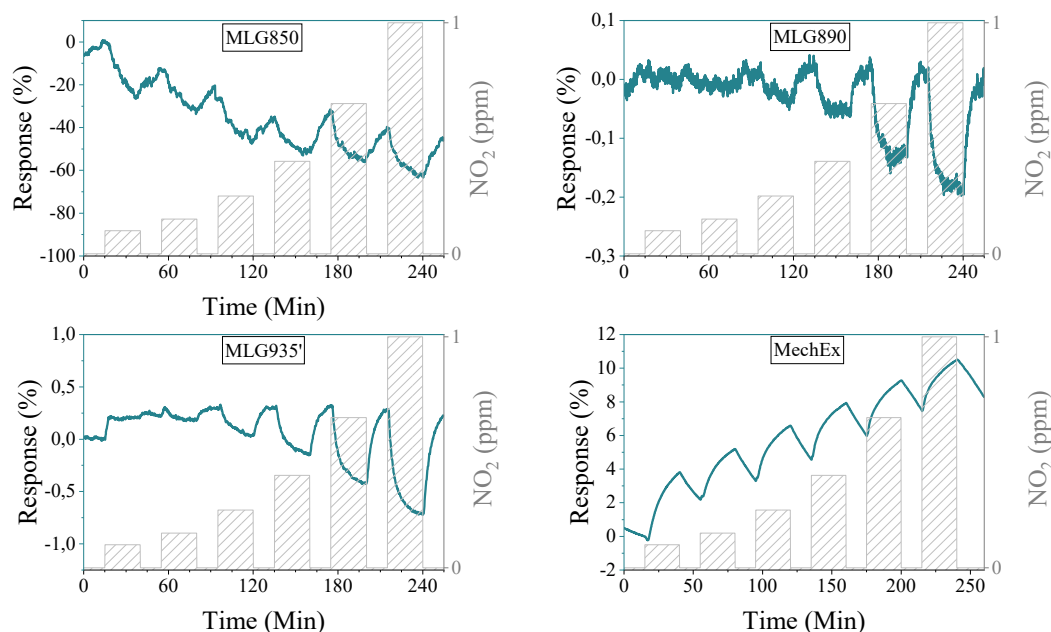 MLG850
Response (%)
0
-20
-40
-60
-80
-100
0 60 120 180 240
Time (Min)
1
0
NO₂ (ppm)
MLG890
Response (%)
0,1
0,0
-0,1
-0,2
-0,3
0 60 120 180 240
Time (Min)
1
0
NO₂ (ppm)
MLG935'
Response (%)
1,0
0,5
0,0
-0,5
-1,0
0 60 120 180 240
Time (Min)
1
0
NO₂ (ppm)
MechEx
Response (%)
12
10
8
6
4
2
0
-2
0 50 100 150 200 250
Time (Min)
1
0
NO₂ (ppm)